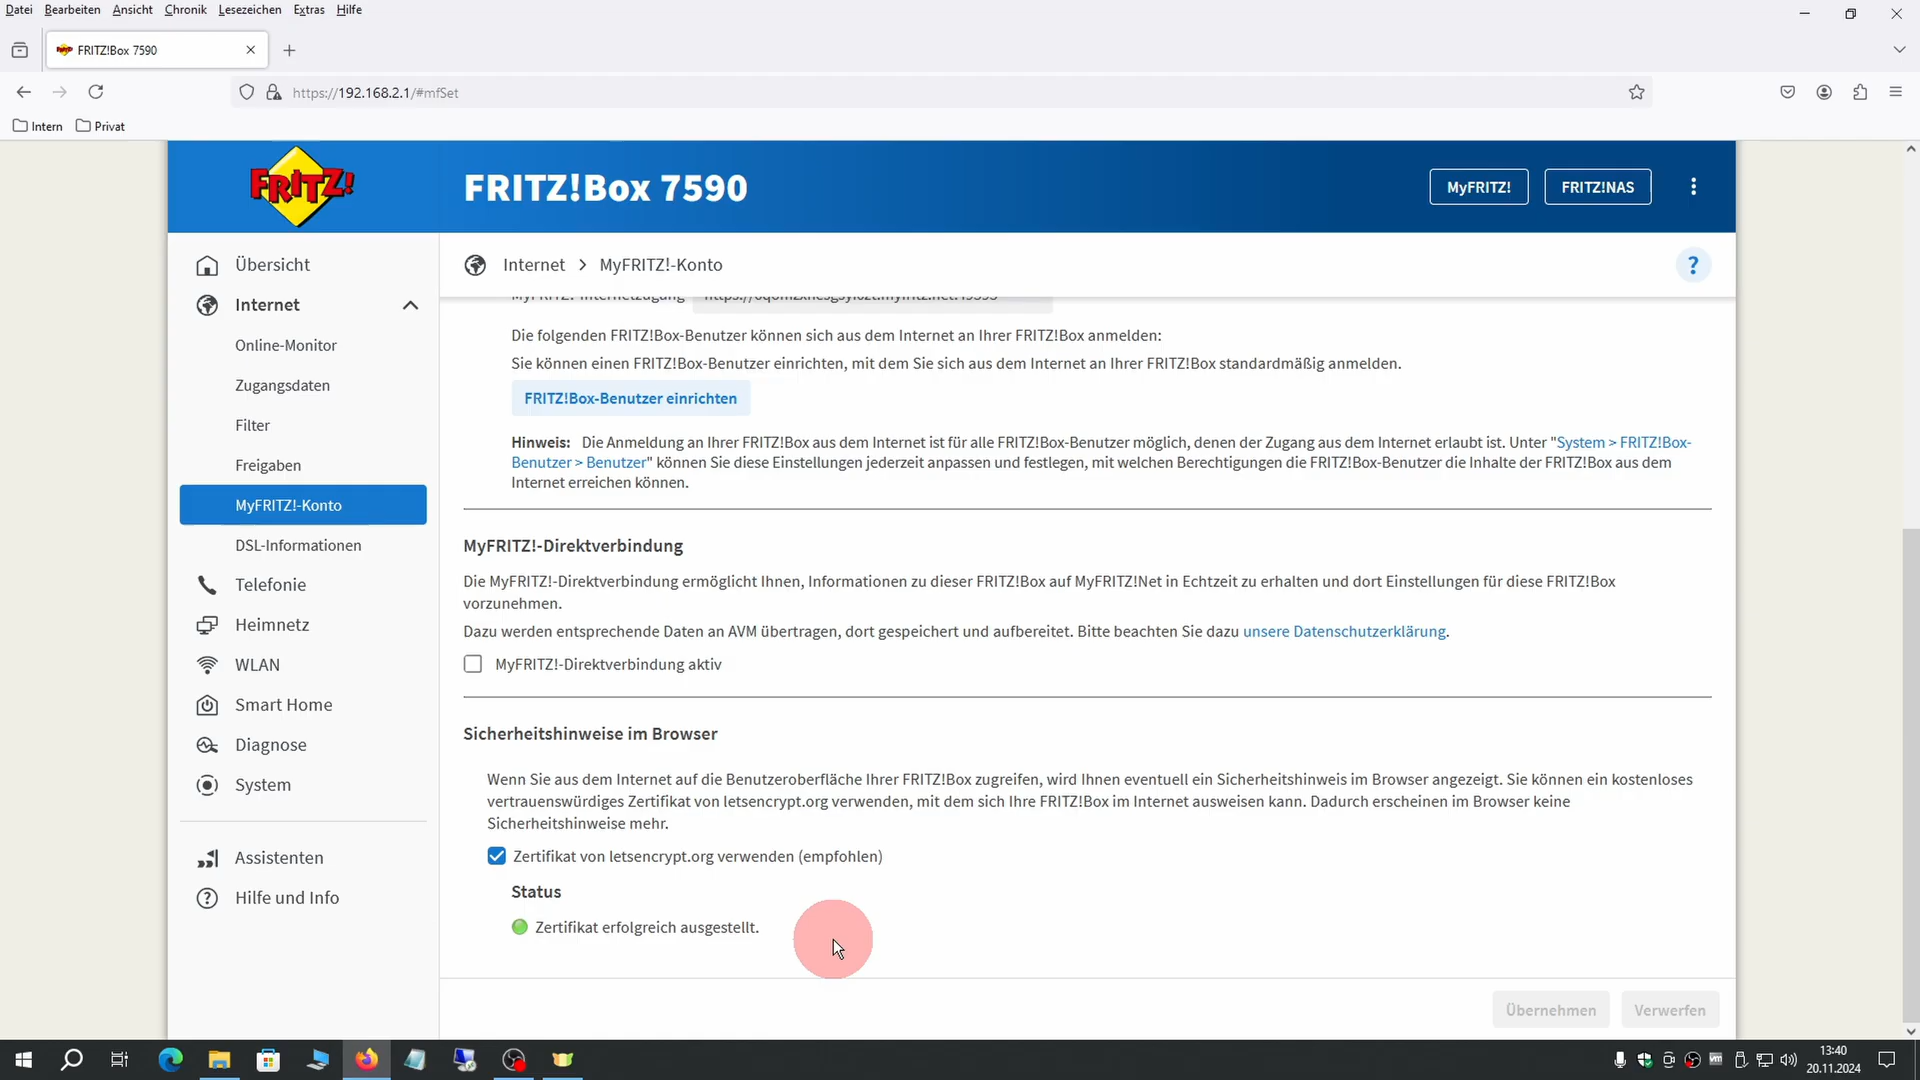 Datei Bearbeiten Ansicht Chronik Lesezeichen Extras Hilfe
FRITZ!Box 7590
https://192.168.2.1/#mfSet
Intern Privat
FRITZ!
FRITZ!Box 7590
MyFRITZ! FRITZ!NAS
Übersicht
Internet
Online-Monitor
Zugangsdaten
Filter
Freigaben
MyFRITZ!-Konto
DSL-Informationen
Telefonie
Heimnetz
WLAN
Smart Home
Diagnose
System
Assistenten
Hilfe und Info
Internet > MyFRITZ!-Konto
?
Die folgenden FRITZ!Box-Benutzer können sich aus dem Internet an Ihrer FRITZ!Box anmelden:
Sie können einen FRITZ!Box-Benutzer einrichten, mit dem Sie sich aus dem Internet an Ihrer FRITZ!Box standardmäßig anmelden.
FRITZ!Box-Benutzer einrichten
Hinweis: Die Anmeldung an Ihrer FRITZ!Box aus dem Internet ist für alle FRITZ!Box-Benutzer möglich, denen der Zugang aus dem Internet erlaubt ist. Unter "System > FRITZ!Box-
Benutzer > Benutzer" können Sie diese Einstellungen jederzeit anpassen und festlegen, mit welchen Berechtigungen die FRITZ!Box-Benutzer die Inhalte der FRITZ!Box aus dem
Internet erreichen können.
MyFRITZ!-Direktverbindung
Die MyFRITZ!-Direktverbindung ermöglicht Ihnen, Informationen zu dieser FRITZ!Box auf MyFRITZ!Net in Echtzeit zu erhalten und dort Einstellungen für diese FRITZ!Box
vorzunehmen.
Dazu werden entsprechende Daten an AVM übertragen, dort gespeichert und aufbereitet. Bitte beachten Sie dazu unsere Datenschutzerklärung.
MyFRITZ!-Direktverbindung aktiv
Sicherheitshinweise im Browser
Wenn Sie aus dem Internet auf die Benutzeroberfläche Ihrer FRITZ!Box zugreifen, wird Ihnen eventuell ein Sicherheitshinweis im Browser angezeigt. Sie können ein kostenloses
vertrauenswürdiges Zertifikat von letsencrypt.org verwenden, mit dem sich Ihre FRITZ!Box im Internet ausweisen kann. Dadurch erscheinen im Browser keine
Sicherheitshinweise mehr.
Zertifikat von letsencrypt.org verwenden (empfohlen)
Status
Zertifikat erfolgreich ausgestellt.
Übernehmen Verwerfen
13:40
20.11.2024